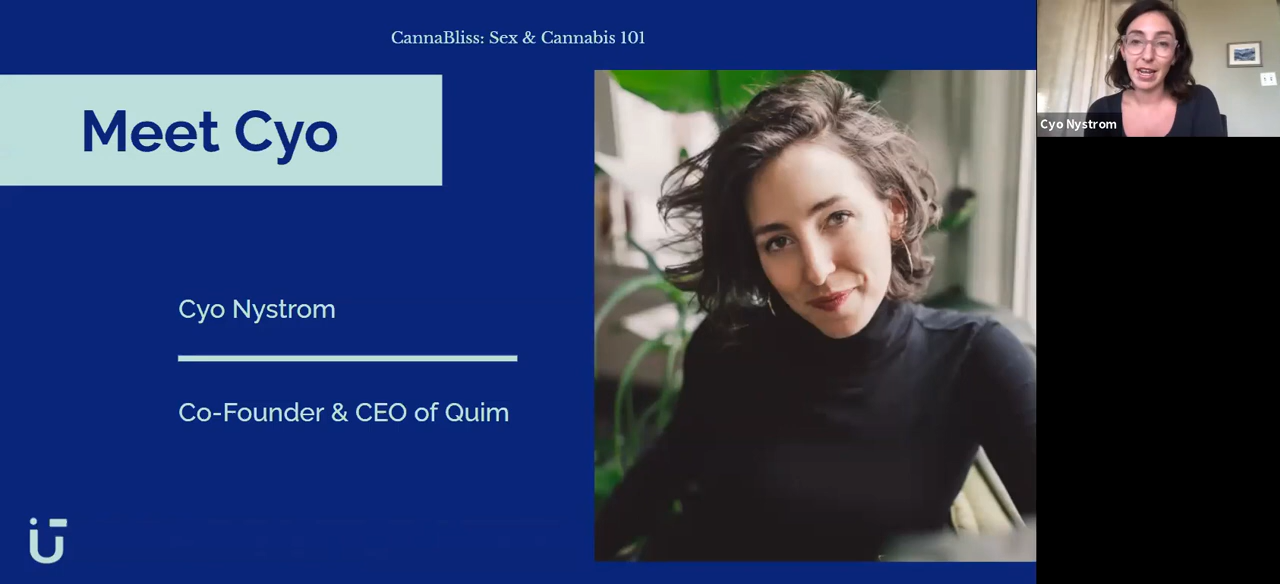 CannaBliss: Sex & Cannabis 101
Meet Cyo
Cyo Nystrom
Co-Founder & CEO of Quim
Cyo Nystrom